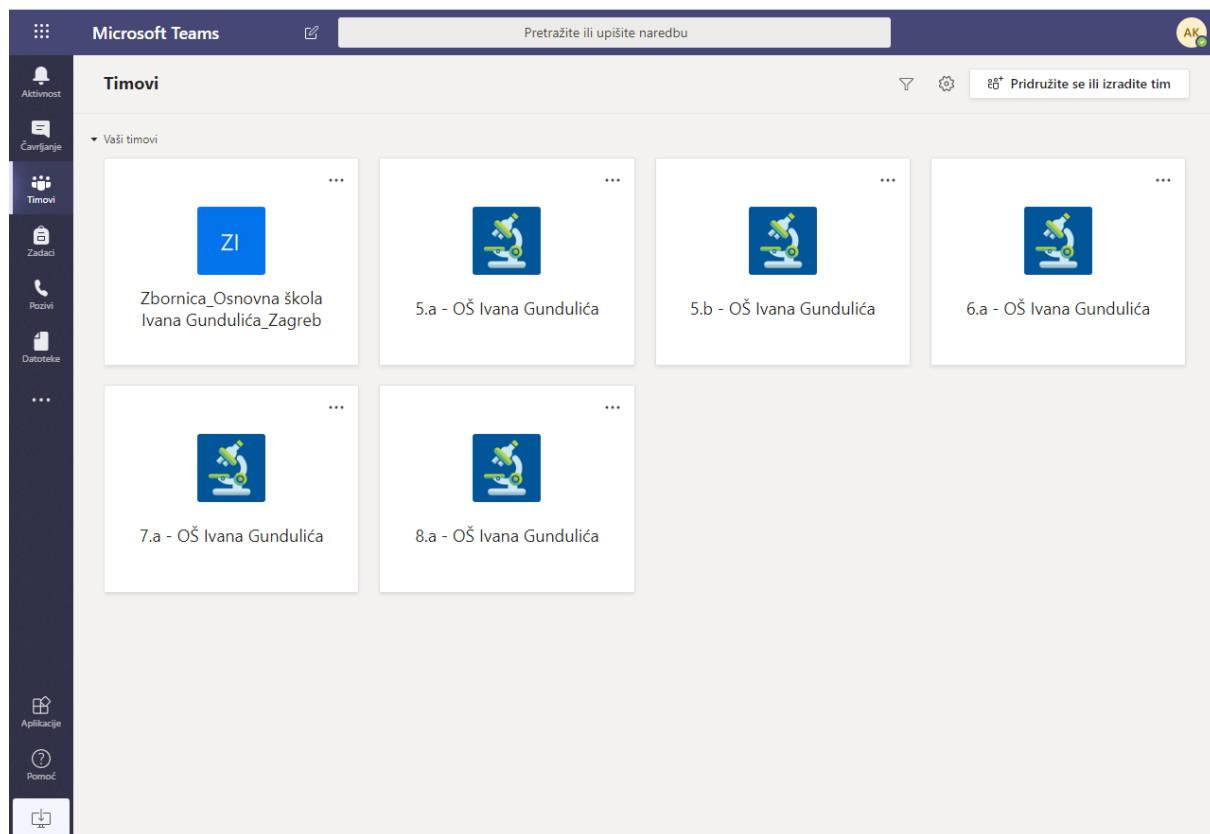 Microsoft Teams
Pretražite ili upišite naredbu
AK
Aktivnost
Čavrljanje
Timovi
Zadaci
Pozivi
Datoteke
Aplikacije
Pomoć
Timovi
Pridružite se ili izradite tim
Vaši timovi
ZI
Zbornica_Osnovna škola
Ivana Gundulića_Zagreb
5.a - OŠ Ivana Gundulića
5.b - OŠ Ivana Gundulića
6.a - OŠ Ivana Gundulića
7.a - OŠ Ivana Gundulića
8.a - OŠ Ivana Gundulića